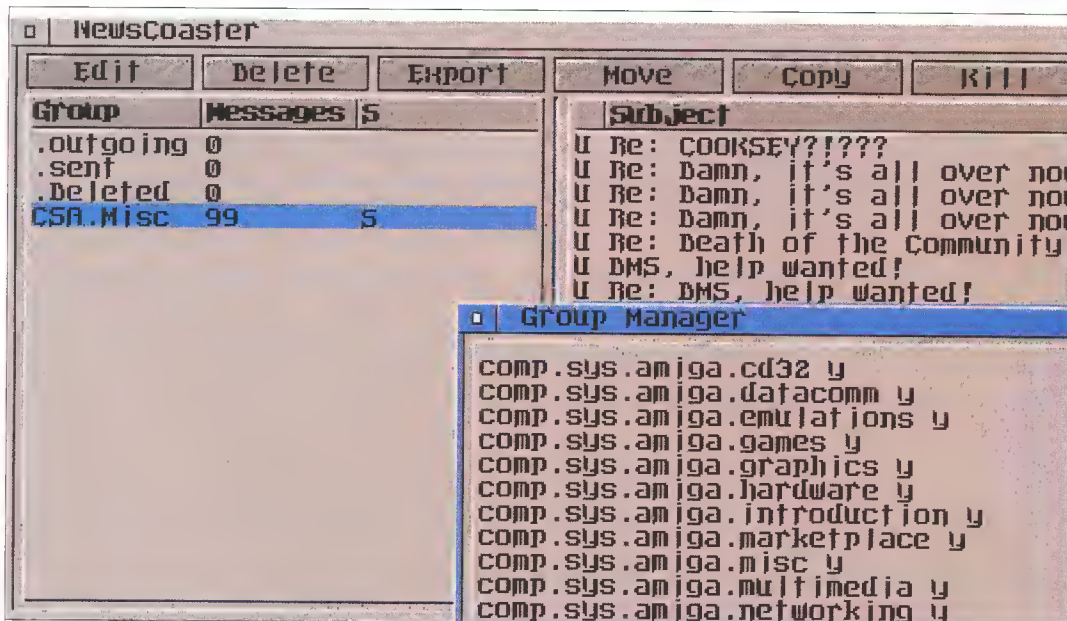 NewsCoaster
Edit Delete Export Move Copy Kill
Group Messages S
.outgoing 0
.sent 0
.Deleted 0
CSA.Misc 99 S
Subject
U Re: COOKSEY?!???
U Re: Damn, it's all over
U Re: Damn, it's all over
U Re: Damn, it's all over
U Re: Death of the Community
U DMS, help wanted!
U Re: DMS, help wanted!
Group Manager
comp.sys.amiga.cd32 y
comp.sys.amiga.datacomm y
comp.sys.amiga.emulations y
comp.sys.amiga.games y
comp.sys.amiga.graphics y
comp.sys.amiga.hardware y
comp.sys.amiga.introduction y
comp.sys.amiga.marketplace y
comp.sys.amiga.misc y
comp.sys.amiga.multimedia y
comp.sys.amiga.networking y